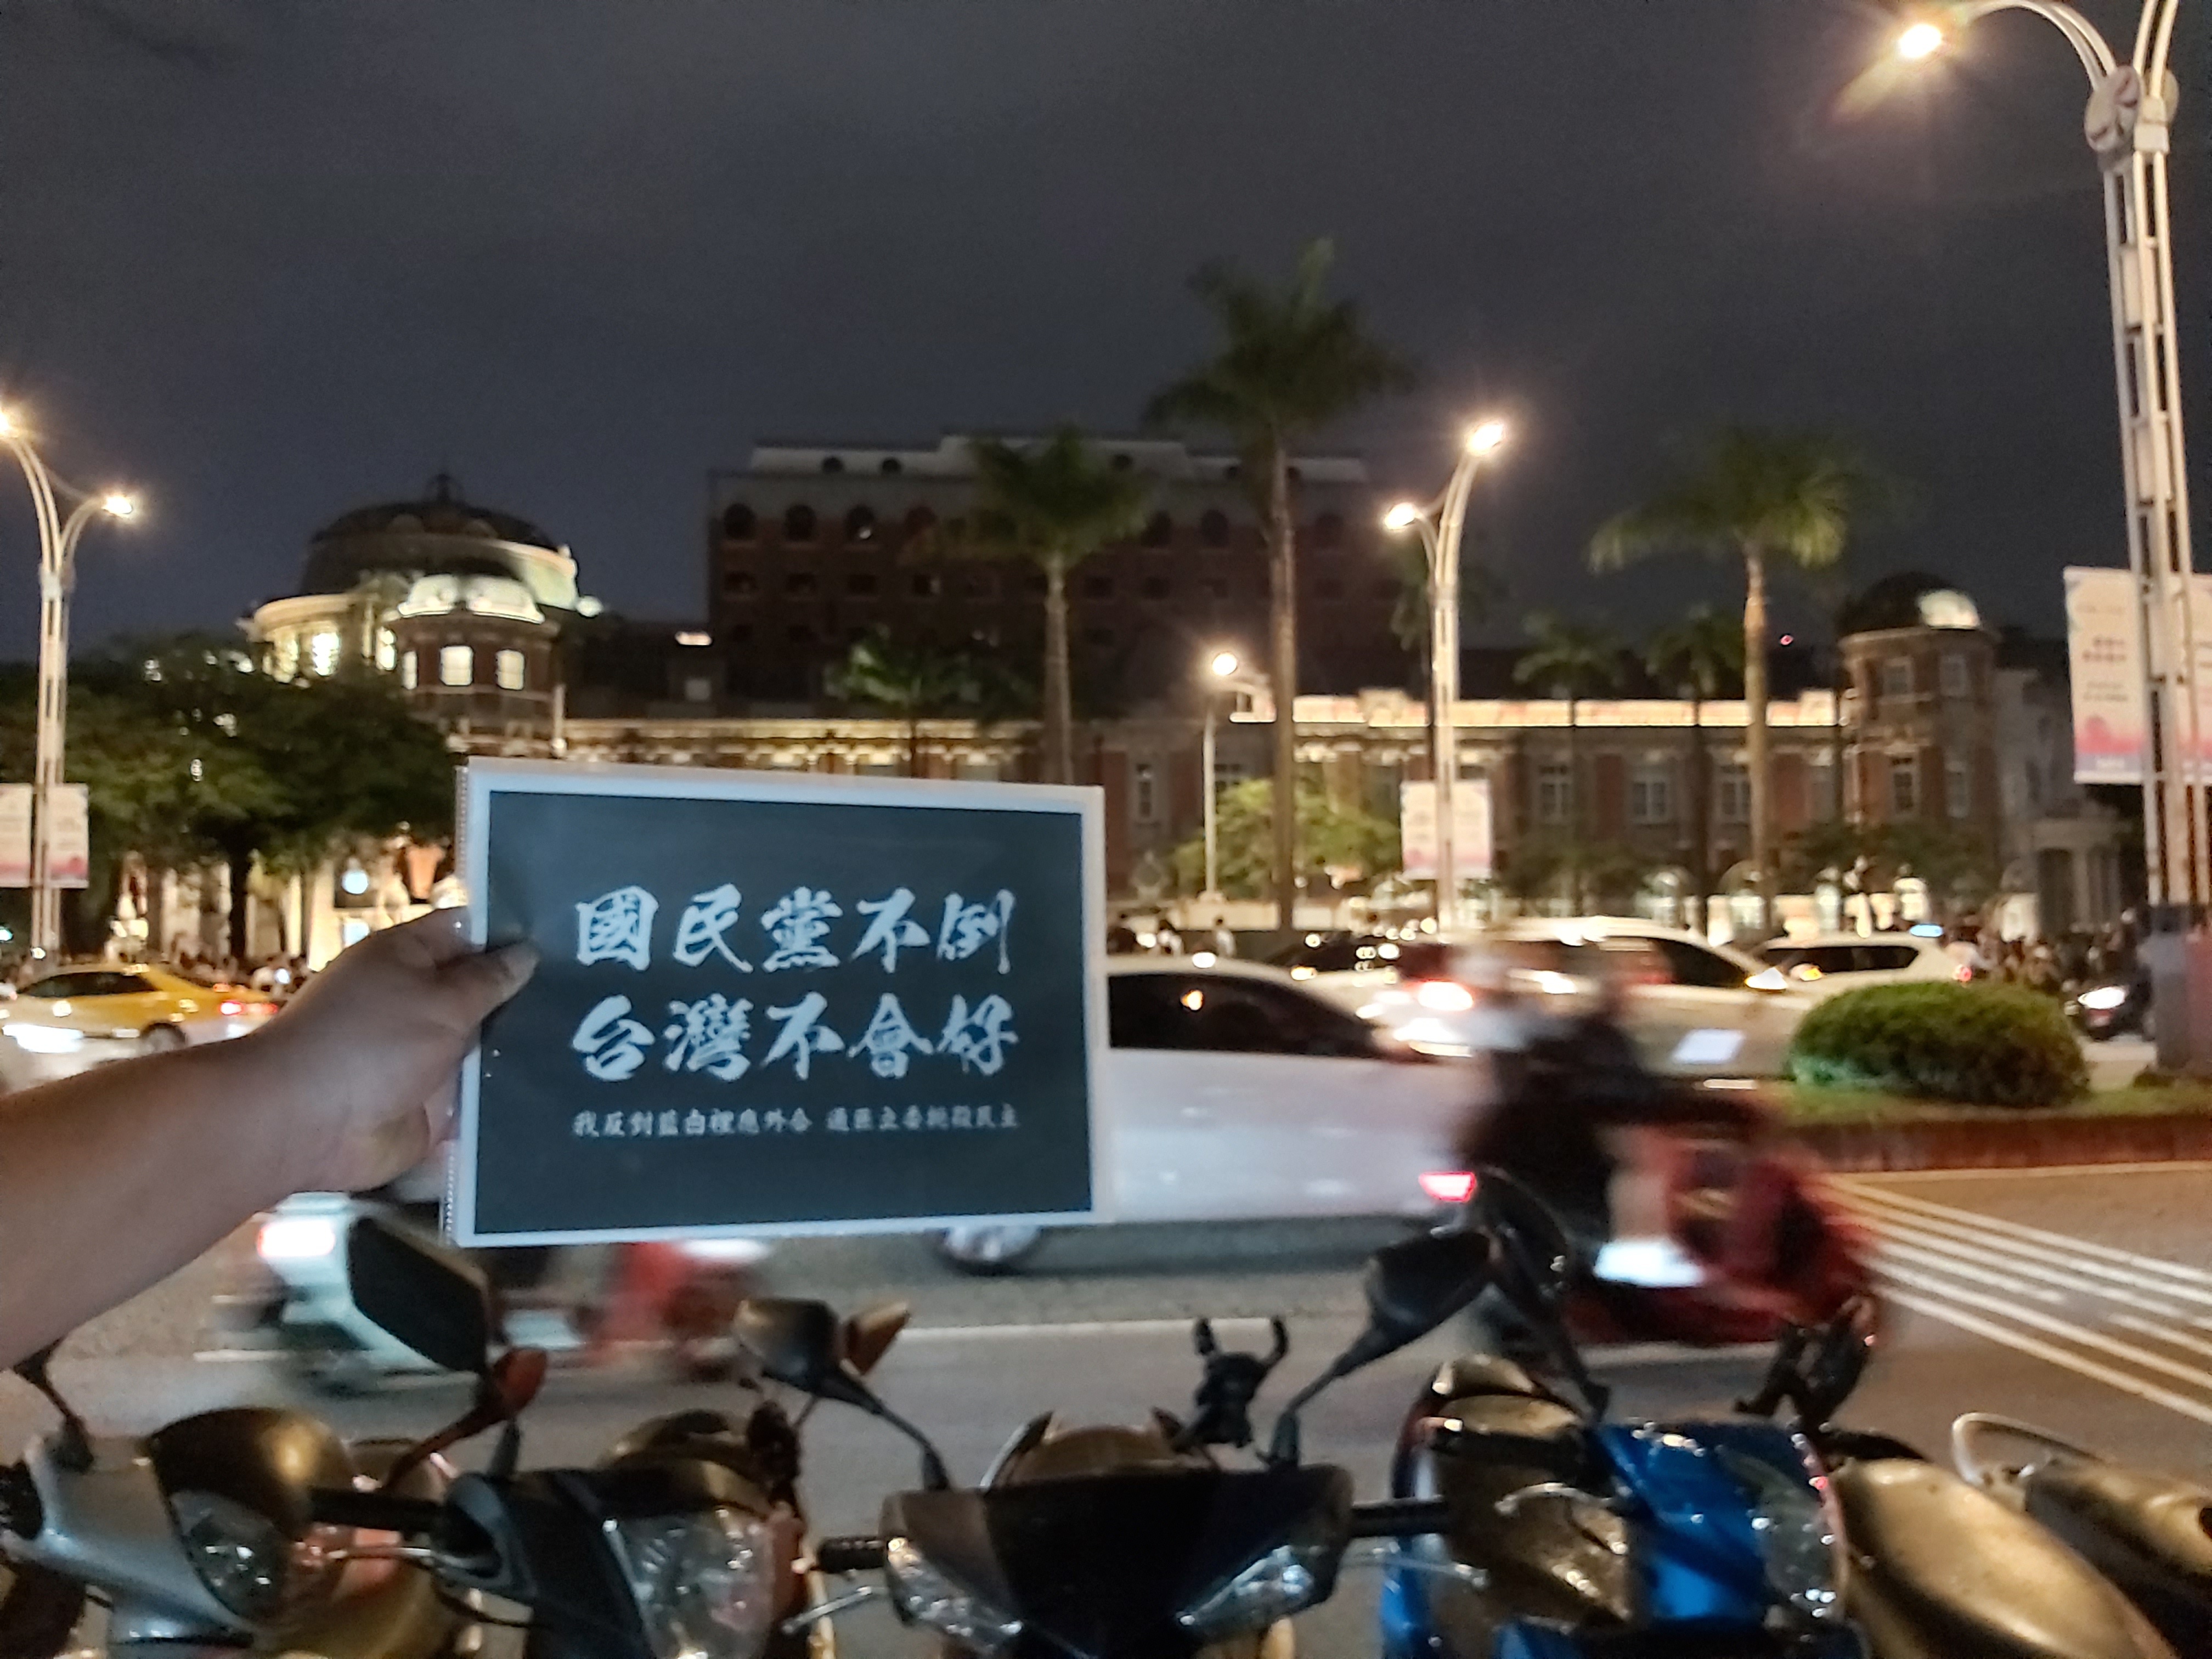 國民黨不倒
台灣不會好
我反對藍白裡應外合 通匪立委執殺民主